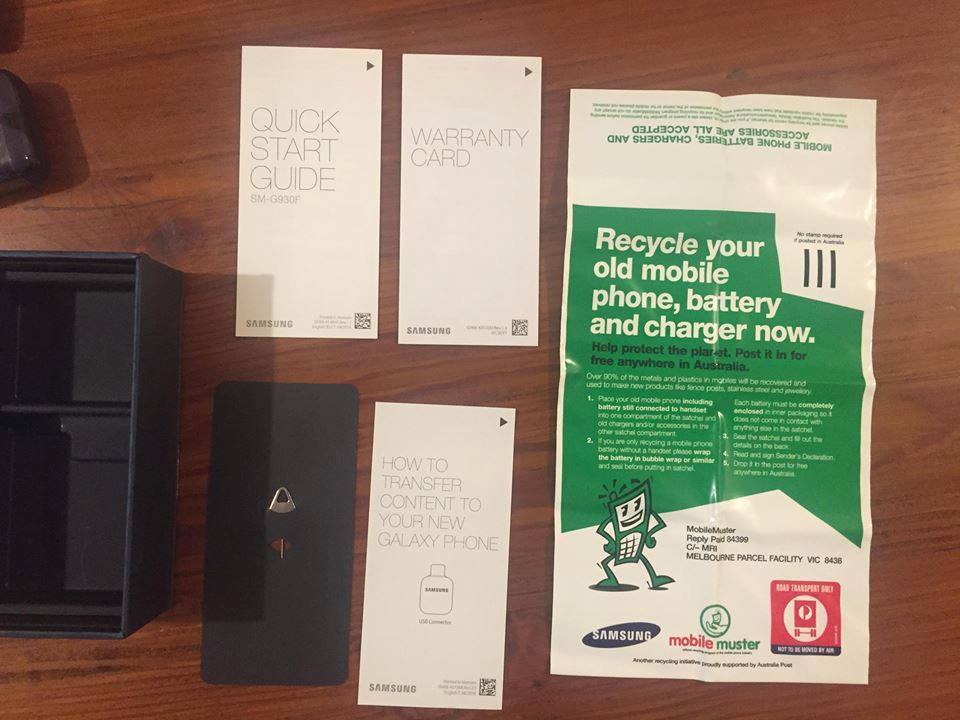 QUICK
START
GUIDE
SM-G930F
SAMSUNG
Printed in Vietnam
WARRANTY
CARD
SAMSUNG
HOW TO
TRANSFER
CONTENT TO
YOUR NEW
GALAXY PHONE
SAMSUNG
USB Connector
SAMSUNG
Printed in Vietnam
MOBILE PHONE BATTERIES, CHARGERS AND
ACCESSORIES ARE ALL ACCEPTED
No stamp required
if posted in Australia
Recycle your
old mobile
phone, battery
and charger now.
Help protect the planet. Post it in for
free anywhere in Australia.
Over 90% of the metals and plastics in mobiles will be recovered and
used to make new products like fence posts, stainless steel and jewellery.
1. Place your old mobile phone including
battery still connected to handset
into one compartment of the satchel and
old chargers and/or accessories in the
other satchel compartment.
2. If you are only recycling a mobile phone
battery without a handset please wrap
the battery in bubble wrap or similar
and seal before putting in satchel.
Each battery must be completely
enclosed in inner packaging so it
does not come in contact with
anything else in the satchel.
3. Seal the satchel and fill out the
details on the back.
4. Read and sign Sender's Declaration.
5. Drop it in the post for free
anywhere in Australia.
MobileMuster
Reply Paid 84399
C/– MRI
MELBOURNE PARCEL FACILITY VIC 8438
SAMSUNG
mobile muster
ROAD TRANSPORT ONLY
NOT TO BE MOVED BY AIR
Another recycling initiative proudly supported by Australia Post